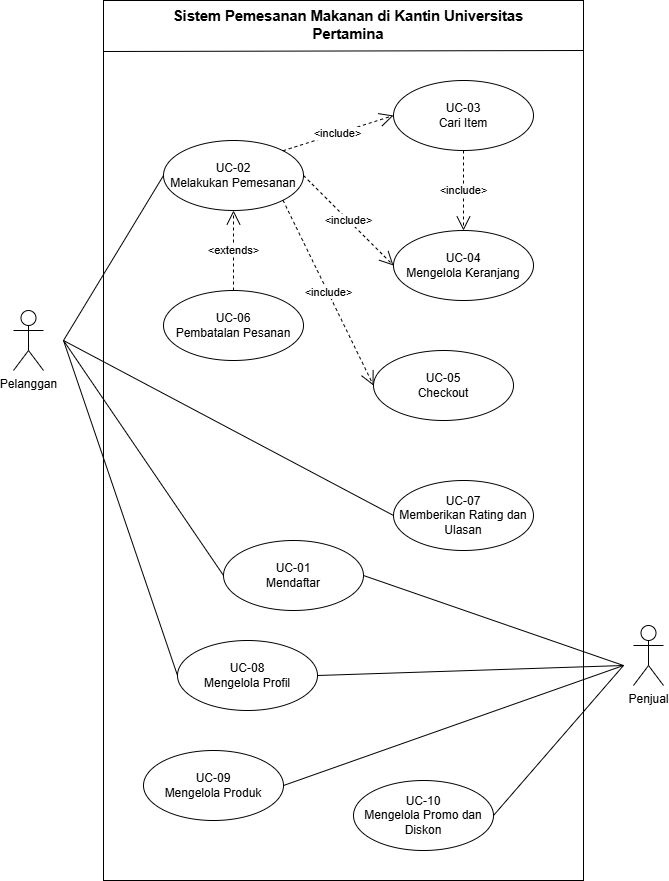 Sistem Pemesanan Makanan di Kantin Universitas
Pertamina
UC-03
Cari Item
<include>
UC-02
Melakukan Pemesanan
<include>
<include>
<extends>
UC-04
Mengelola Keranjang
<include>
UC-06
Pembatalan Pesanan
Pelanggan
UC-05
Checkout
UC-07
Memberikan Rating dan
Ulasan
UC-01
Mendaftar
UC-08
Mengelola Profil
Penjual
UC-09
Mengelola Produk
UC-10
Mengelola Promo dan
Diskon